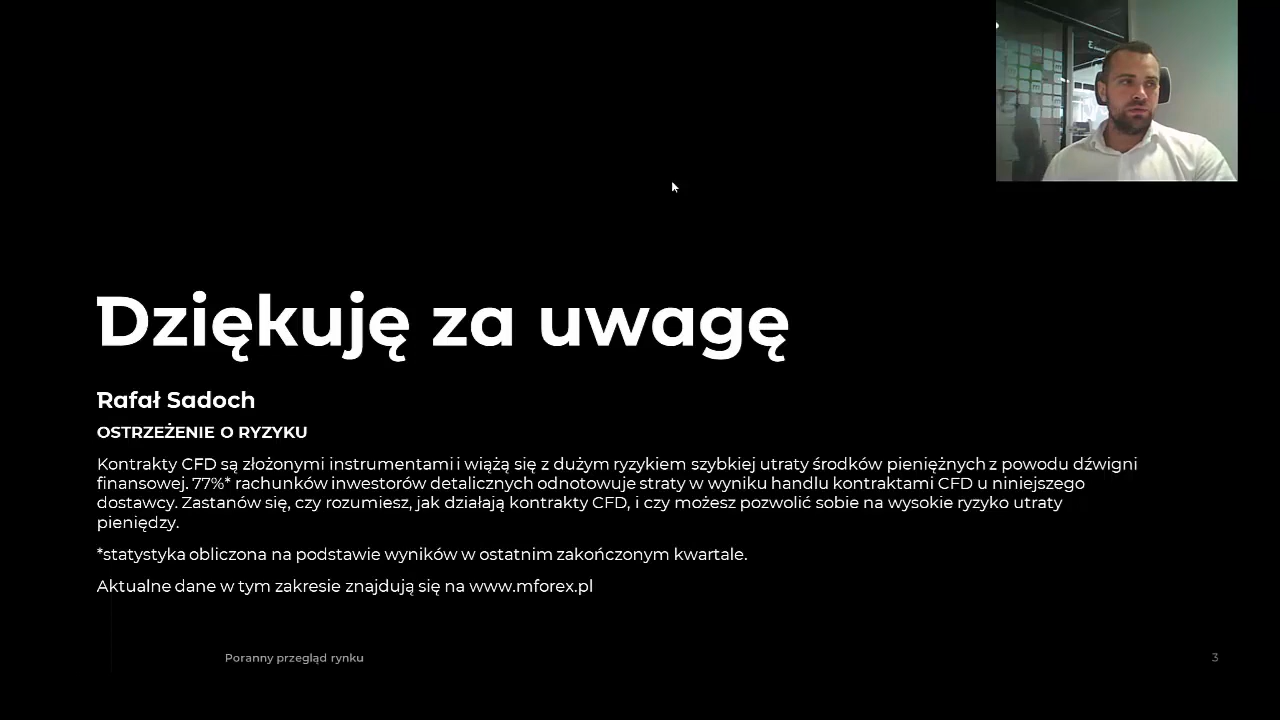 Dziękuję za uwagę
Rafał Sadoch
OSTRZEŻENIE O RYZYKU
Kontrakty CFD są złożonymi instrumentami i wiążą się z dużym ryzykiem szybkiej utraty środków pieniężnych z powodu dźwigni
finansowej. 77%* rachunków inwestorów detalicznych odnotowuje straty w wyniku handlu kontraktami CFD u niniejszego
dostawcy. Zastanów się, czy rozumiesz, jak działają kontrakty CFD, i czy możesz pozwolić sobie na wysokie ryzyko utraty
pieniędzy.
*statystyka obliczona na podstawie wyników w ostatnim zakończonym kwartale.
Aktualne dane w tym zakresie znajdują się na www.mforex.pl
Poranny przegląd rynku
3